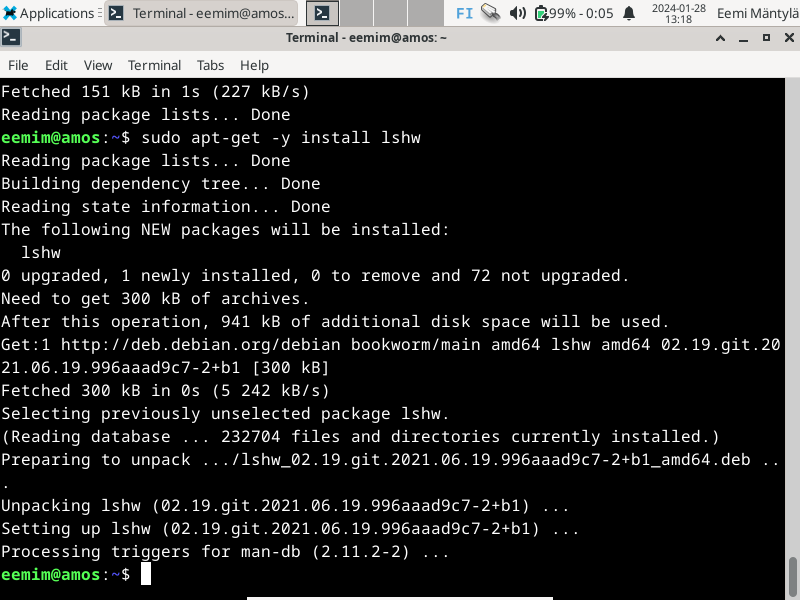 Applications
Terminal - eemim@amos...
FI
99% - 0:05
2024-01-28
13:18
Eemi Mäntylä
Terminal - eemim@amos: ~
File Edit View Terminal Tabs Help
Fetched 151 kB in 1s (227 kB/s)
Reading package lists... Done
eemim@amos:~$ sudo apt-get -y install lshw
Reading package lists... Done
Building dependency tree... Done
Reading state information... Done
The following NEW packages will be installed:
  lshw
0 upgraded, 1 newly installed, 0 to remove and 72 not upgraded.
Need to get 300 kB of archives.
After this operation, 941 kB of additional disk space will be used.
Get:1 http://deb.debian.org/debian bookworm/main amd64 lshw amd64 02.19.git.20
21.06.19.996aaad9c7-2+b1 [300 kB]
Fetched 300 kB in 0s (5 242 kB/s)
Selecting previously unselected package lshw.
(Reading database ... 232704 files and directories currently installed.)
Preparing to unpack .../lshw_02.19.git.2021.06.19.996aaad9c7-2+b1_amd64.deb ..
.
Unpacking lshw (02.19.git.2021.06.19.996aaad9c7-2+b1) ...
Setting up lshw (02.19.git.2021.06.19.996aaad9c7-2+b1) ...
Processing triggers for man-db (2.11.2-2) ...
eemim@amos:~$